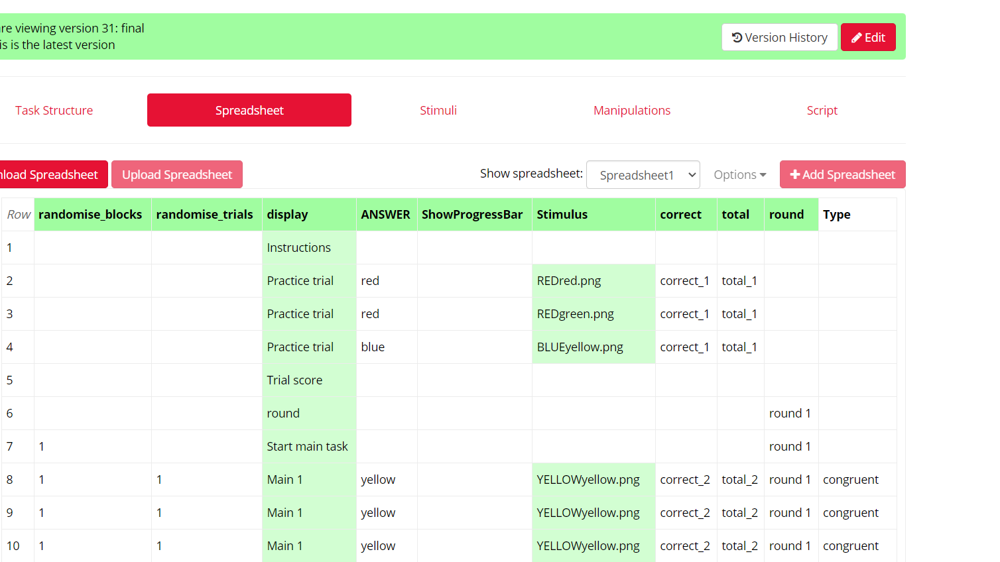 re viewing version 31: final
is is the latest version
Version History
Edit
Task Structure
Spreadsheet
Stimuli
Manipulations
Script
nload Spreadsheet
Upload Spreadsheet
Show spreadsheet:
Spreadsheet1
Options
Add Spreadsheet
Row randomise_blocks randomise_trials display ANSWER ShowProgressBar Stimulus correct total round Type
1 Instructions
2 Practice trial red REDred.png correct_1 total_1
3 Practice trial red REDgreen.png correct_1 total_1
4 Practice trial blue BLUEyellow.png correct_1 total_1
5 Trial score
6 round round 1
7 1 Start main task round 1
8 1 1 Main 1 yellow YELLOWyellow.png correct_2 total_2 round 1 congruent
9 1 1 Main 1 yellow YELLOWyellow.png correct_2 total_2 round 1 congruent
10 1 1 Main 1 yellow YELLOWyellow.png correct_2 total_2 round 1 congruent